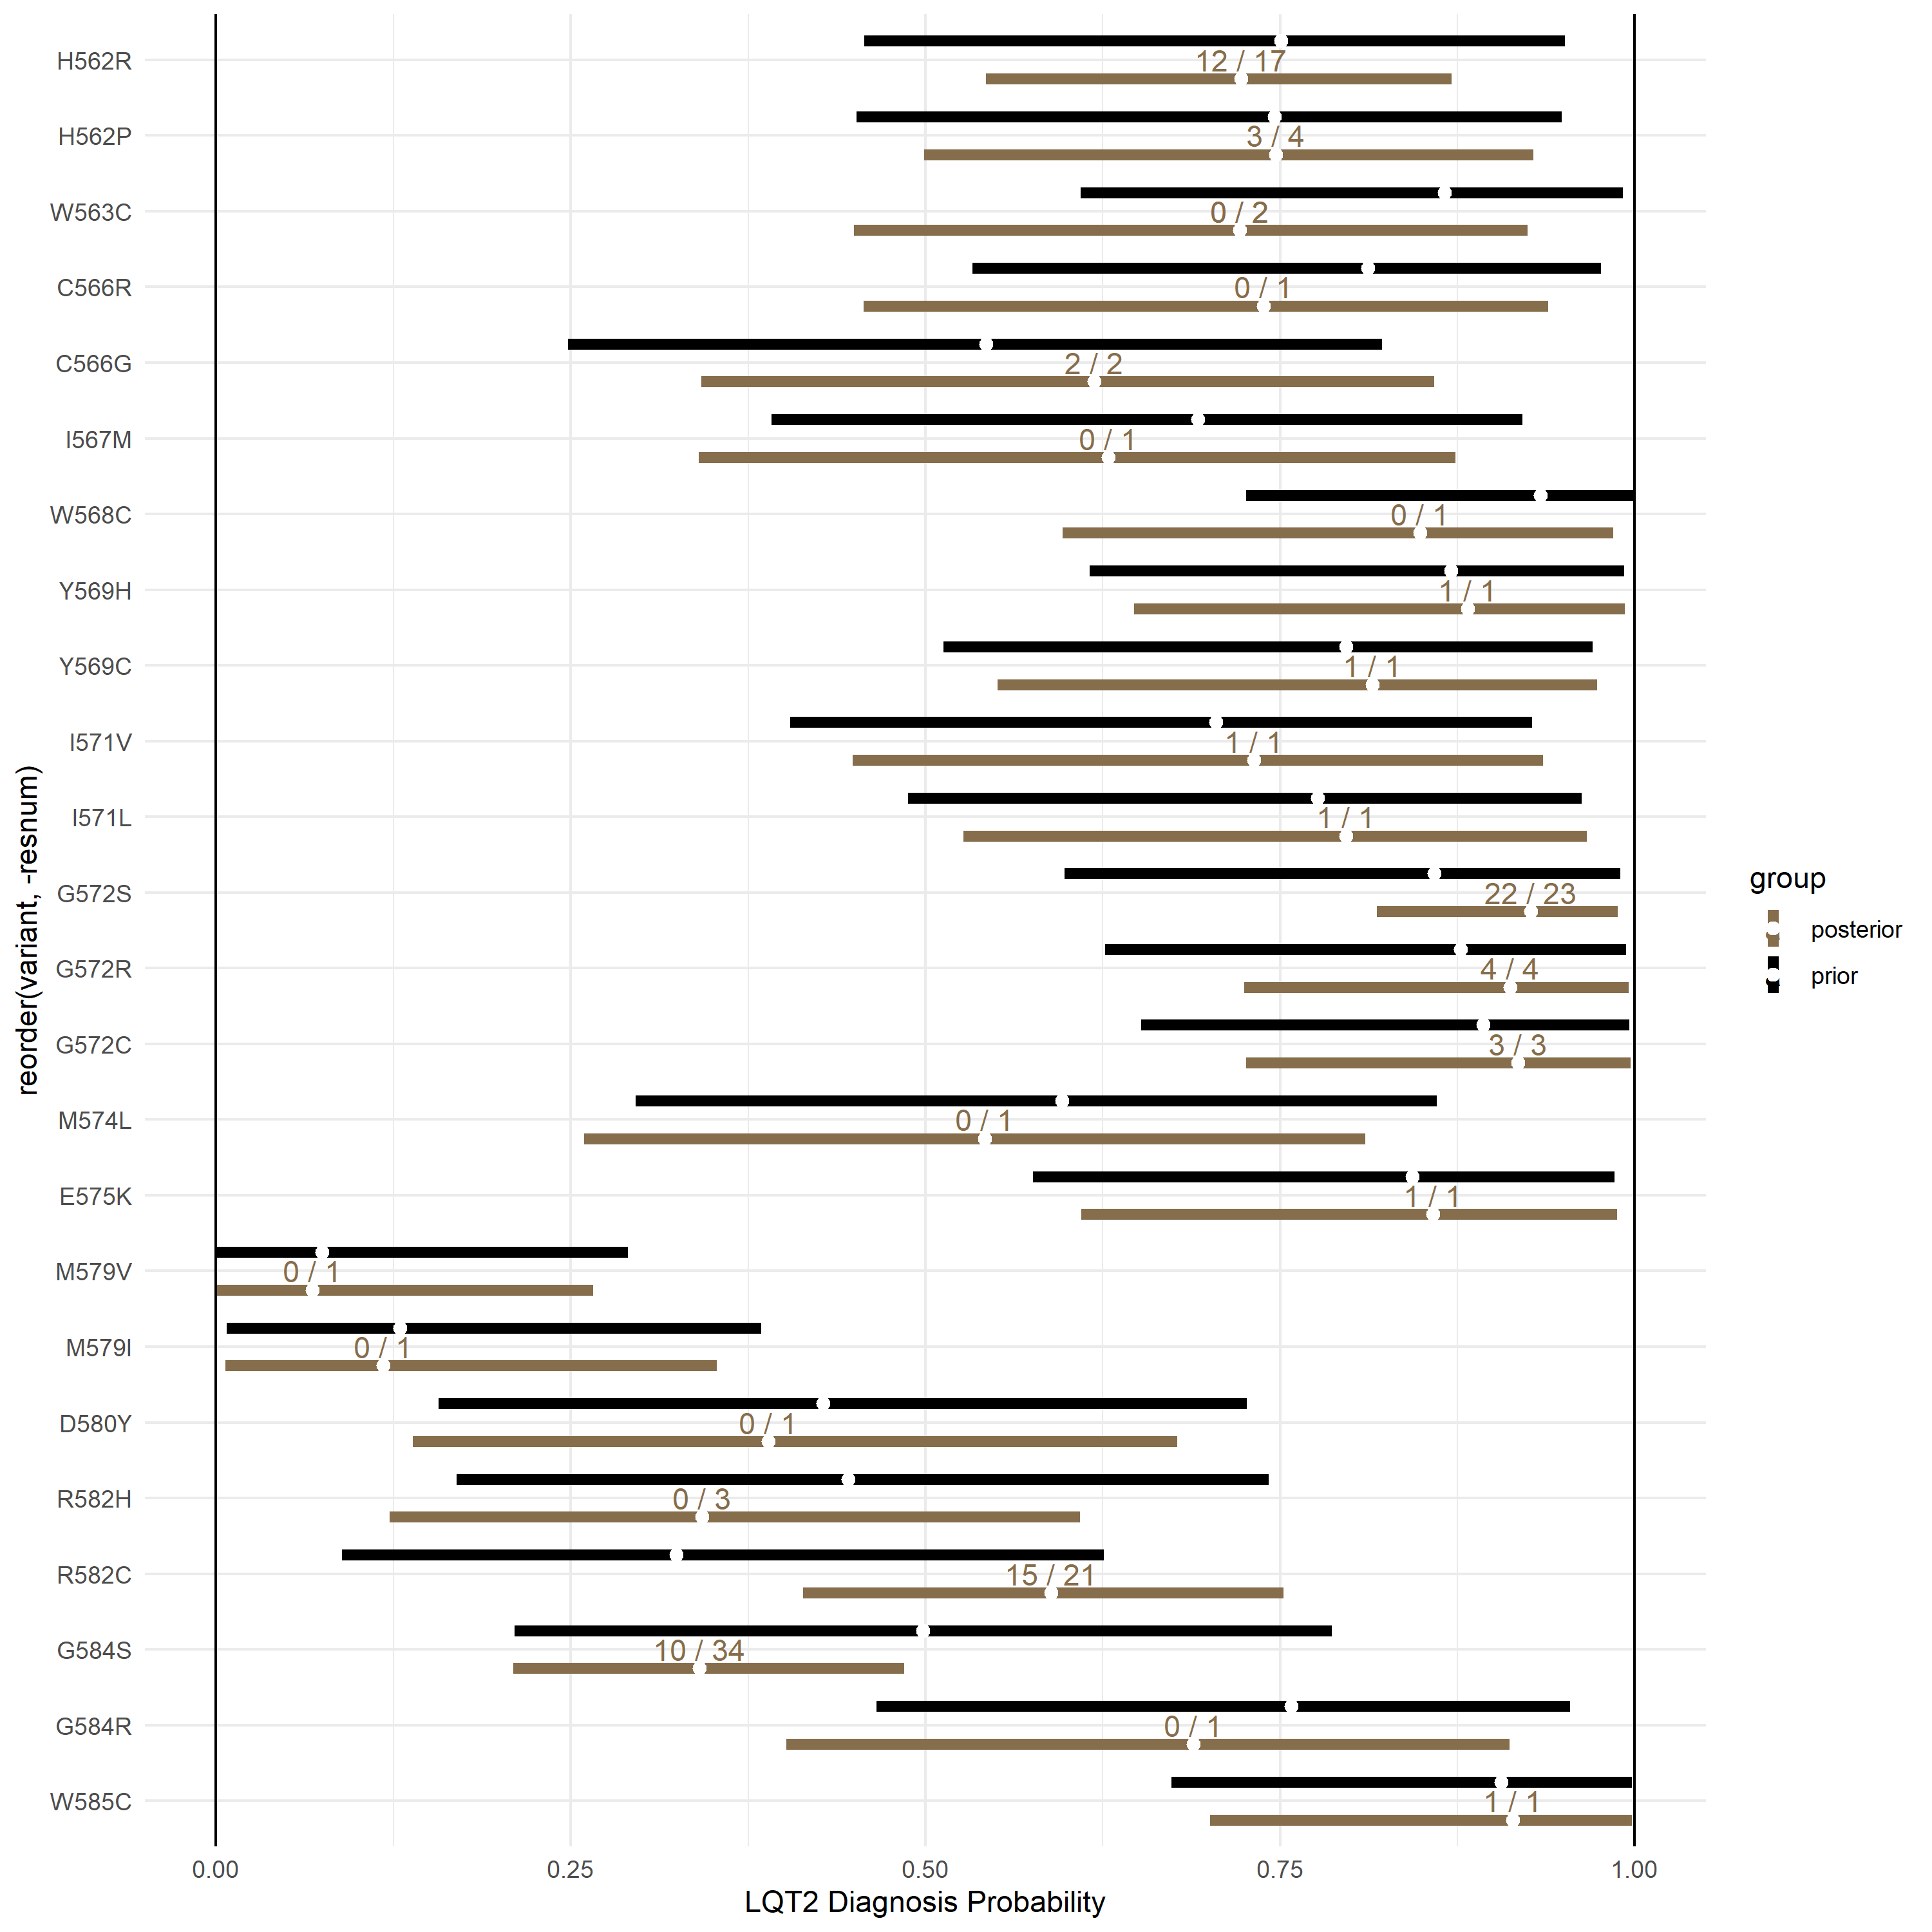 reorder(variant, -resnum)
H562R
12 / 17
H562P
3 / 4
W563C
0 / 2
C566R
0 / 1
C566G
2 / 2
I567M
0 / 1
W568C
0 / 1
Y569H
1 / 1
Y569C
1 / 1
I571V
1 / 1
I571L
1 / 1
G572S
22 / 23
G572R
4 / 4
G572C
3 / 3
M574L
0 / 1
E575K
1 / 1
M579V
0 / 1
M579I
0 / 1
D580Y
0 / 1
R582H
0 / 3
R582C
15 / 21
G584S
10 / 34
G584R
0 / 1
W585C
1 / 1
0.00 0.25 0.50 0.75 1.00
LQT2 Diagnosis Probability
group
posterior
prior